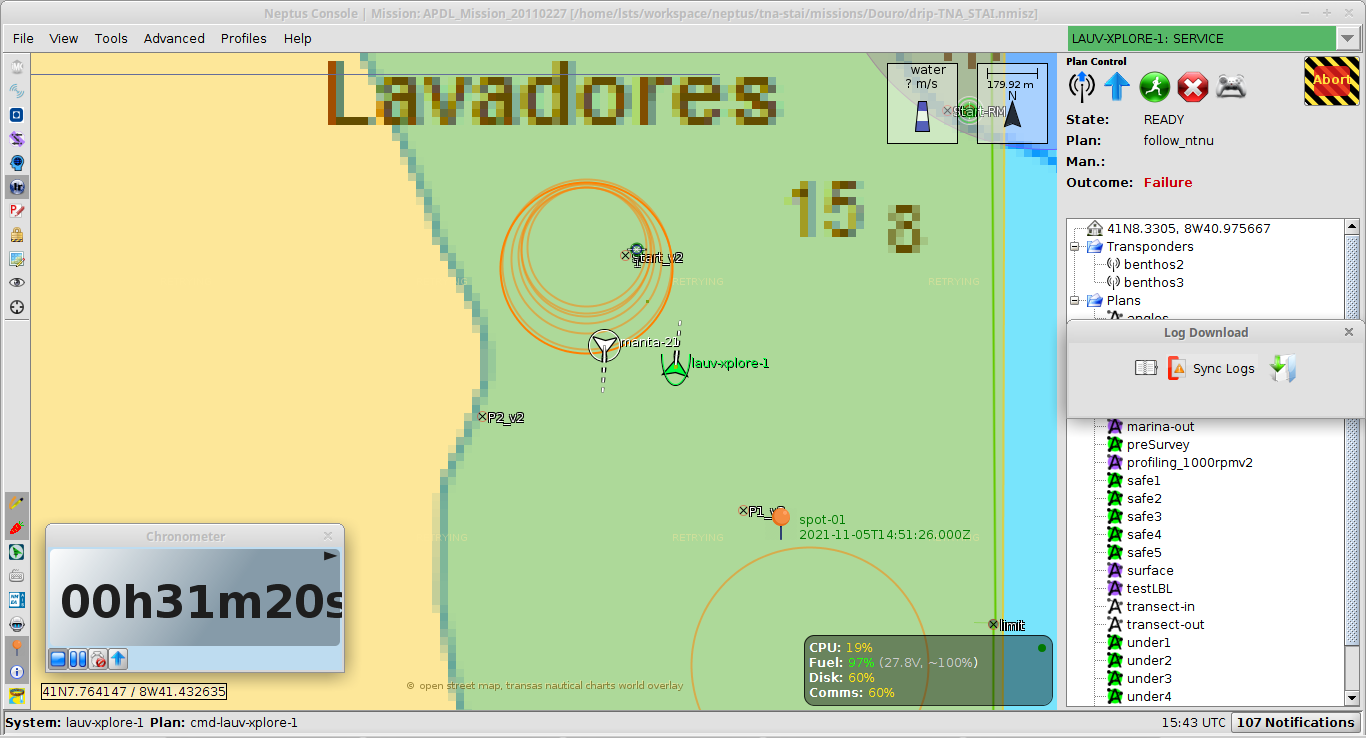 Neptus Console | Mission: APDL_Mission_20110227 [/home/lsts/workspace/neptus/tna-stai/missions/Douro/drip-TNA_STAI.nmisz]
File View Tools Advanced Profiles Help
LAUV-XPLORE-1: SERVICE
Lavadores
water
? m/s
179.92 m
N
Start-RM
15 8
Start_v2
1
RETRYING
RETRYING
manta-21
lauv-xplore-1
P2_v2
P1_v2
spot-01
2021-11-05T14:51:26.000Z
RETRYING
RETRYING
limit
Chronometer
00h31m20s
41N7.764147 / 8W41.432635
© open street map, transas nautical charts world overlay
CPU: 19%
Fuel: 97% (27.8V, ~100%)
Disk: 60%
Comms: 60%
Plan Control
Abort
State: READY
Plan: follow_ntnu
Man.:
Outcome: Failure
41N8.3305, 8W40.975667
Transponders
benthos2
benthos3
Plans
angles
Log Download
Sync Logs
marina-out
preSurvey
profiling_1000rpmv2
safe1
safe2
safe3
safe4
safe5
surface
testLBL
transect-in
transect-out
under1
under2
under3
under4
System: lauv-xplore-1 Plan: cmd-lauv-xplore-1
15:43 UTC
107 Notifications